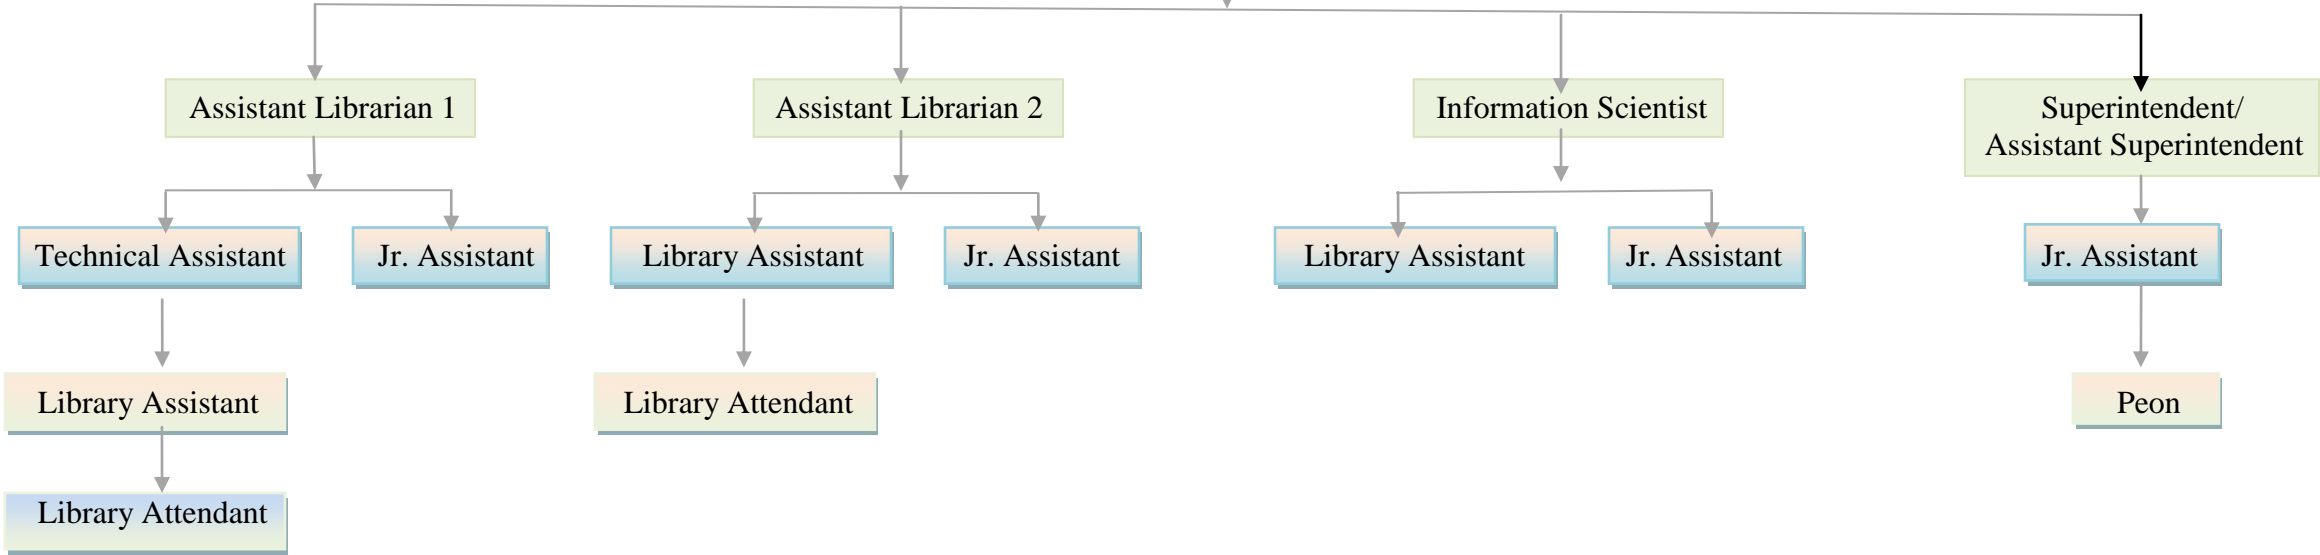 Assistant Librarian 1
Assistant Librarian 2
Information Scientist
Superintendent/
Assistant Superintendent
Technical Assistant
Jr. Assistant
Library Assistant
Jr. Assistant
Library Assistant
Jr. Assistant
Jr. Assistant
Library Assistant
Library Attendant
Peon
Library Attendant